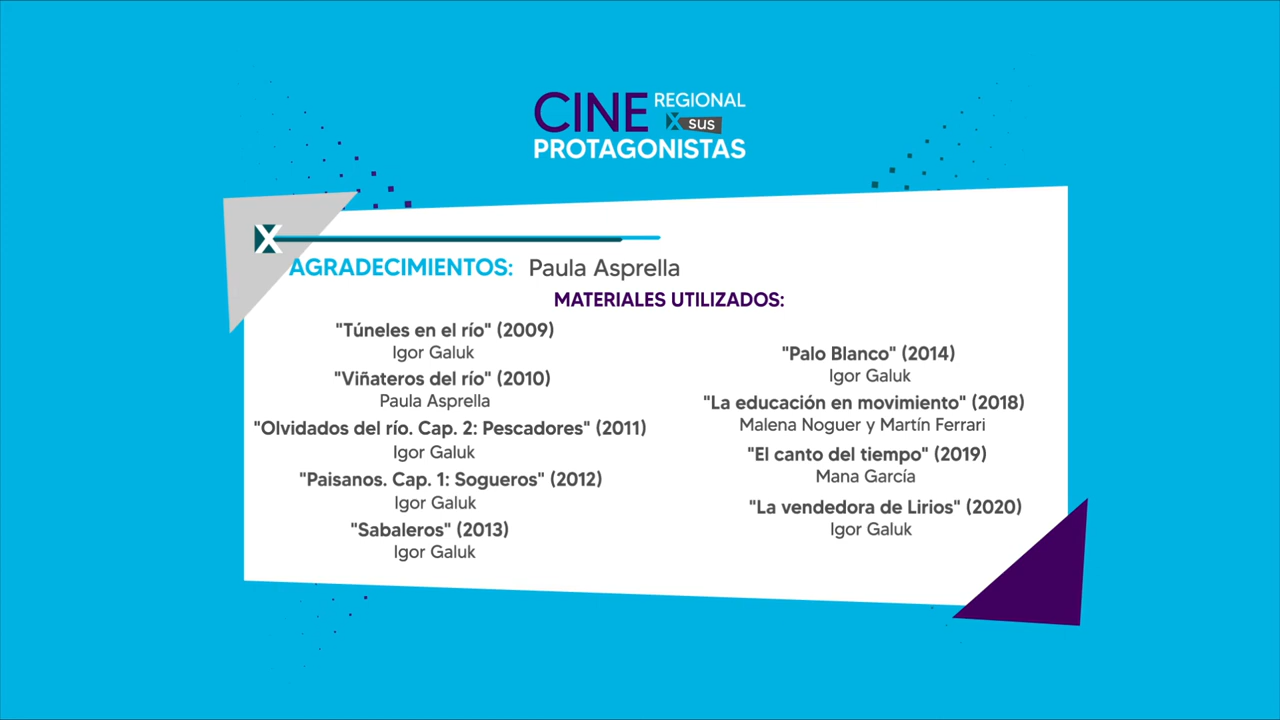 CINE REGIONAL
X sus
PROTAGONISTAS
X
AGRADECIMIENTOS: Paula Asprella
MATERIALES UTILIZADOS:
"Túneles en el río" (2009)
Igor Galuk
"Viñateros del río" (2010)
Paula Asprella
"Olvidados del río. Cap. 2: Pescadores" (2011)
Igor Galuk
"Paisanos. Cap. 1: Sogueros" (2012)
Igor Galuk
"Sabaleros" (2013)
Igor Galuk
"Palo Blanco" (2014)
Igor Galuk
"La educación en movimiento" (2018)
Malena Noguer y Martín Ferrari
"El canto del tiempo" (2019)
Mana García
"La vendedora de Lirios" (2020)
Igor Galuk